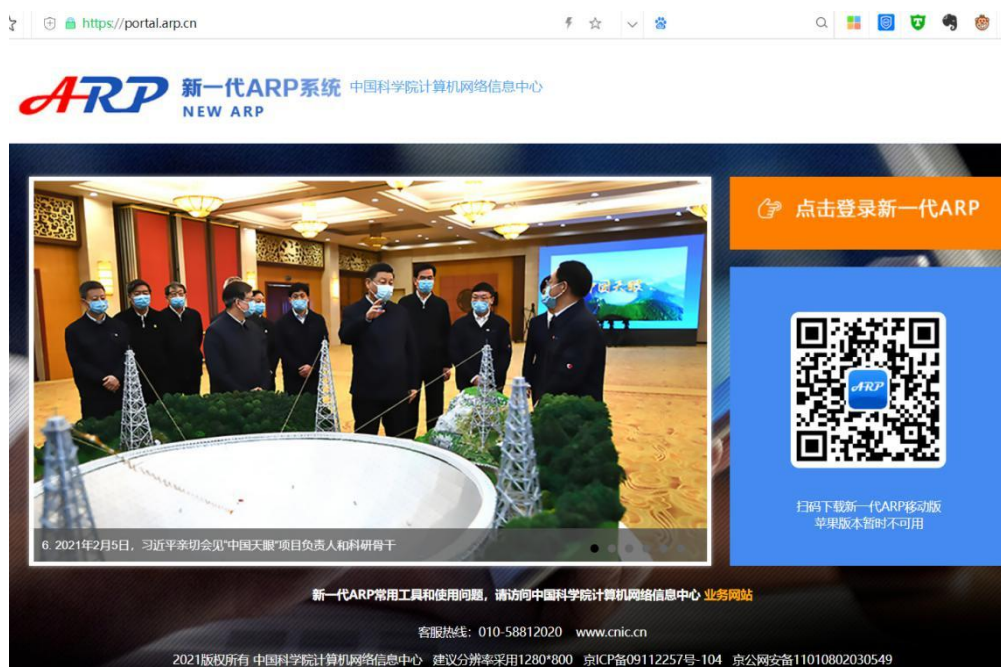 https://portal.arp.cn
ARP
新一代ARP系统 中国科学院计算机网络信息中心
NEW ARP
点击登录新一代ARP
国天眼
ARP
扫码下载新一代ARP移动版
苹果版本暂时不可用
6. 2021年2月5日，习近平亲切会见"中国天眼"项目负责人和科研骨干
新一代ARP常用工具和使用问题，请访问中国科学院计算机网络信息中心 业务网站
客服热线：010-58812020 www.cnic.cn
2021版权所有 中国科学院计算机网络信息中心 建议分辨率采用1280*800 京ICP备09112257号-104 京公网安备11010802030549